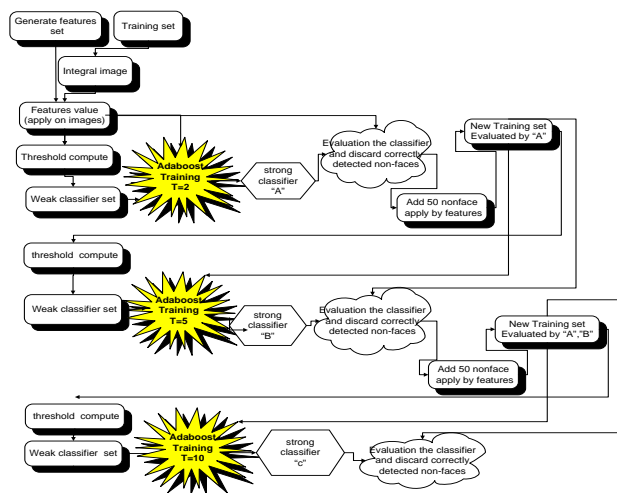 Generate features
set
Training set
Integral image
Features value
(apply on images)
Threshold compute
Weak classifier set
Adaboost
Training
T=2
strong
classifier
"A"
Evaluation the classifier
and discard correctly
detected non-faces
Add 50 nonface
apply by features
New Training set
Evaluated by "A"
threshold compute
Weak classifier set
Adaboost
Training
T=5
strong
classifier
"B"
Evaluation the classifier
and discard correctly
detected non-faces
Add 50 nonface
apply by features
New Training set
Evaluated by "A","B"
threshold compute
Weak classifier set
Adaboost
Training
T=10
strong
classifier
"c"
Evaluation the classifier
and discard correctly
detected non-faces